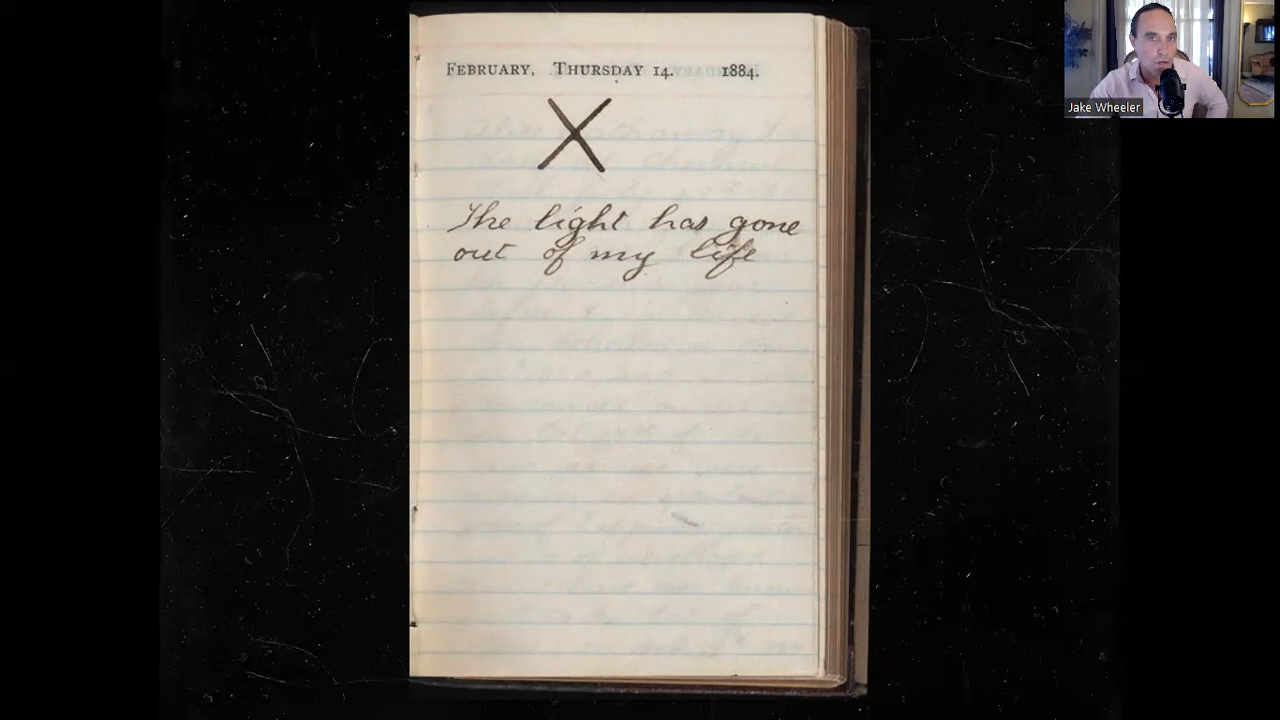 FEBRUARY, THURSDAY 14. 1884.
X
The light has gone
out of my life
Jake Wheeler